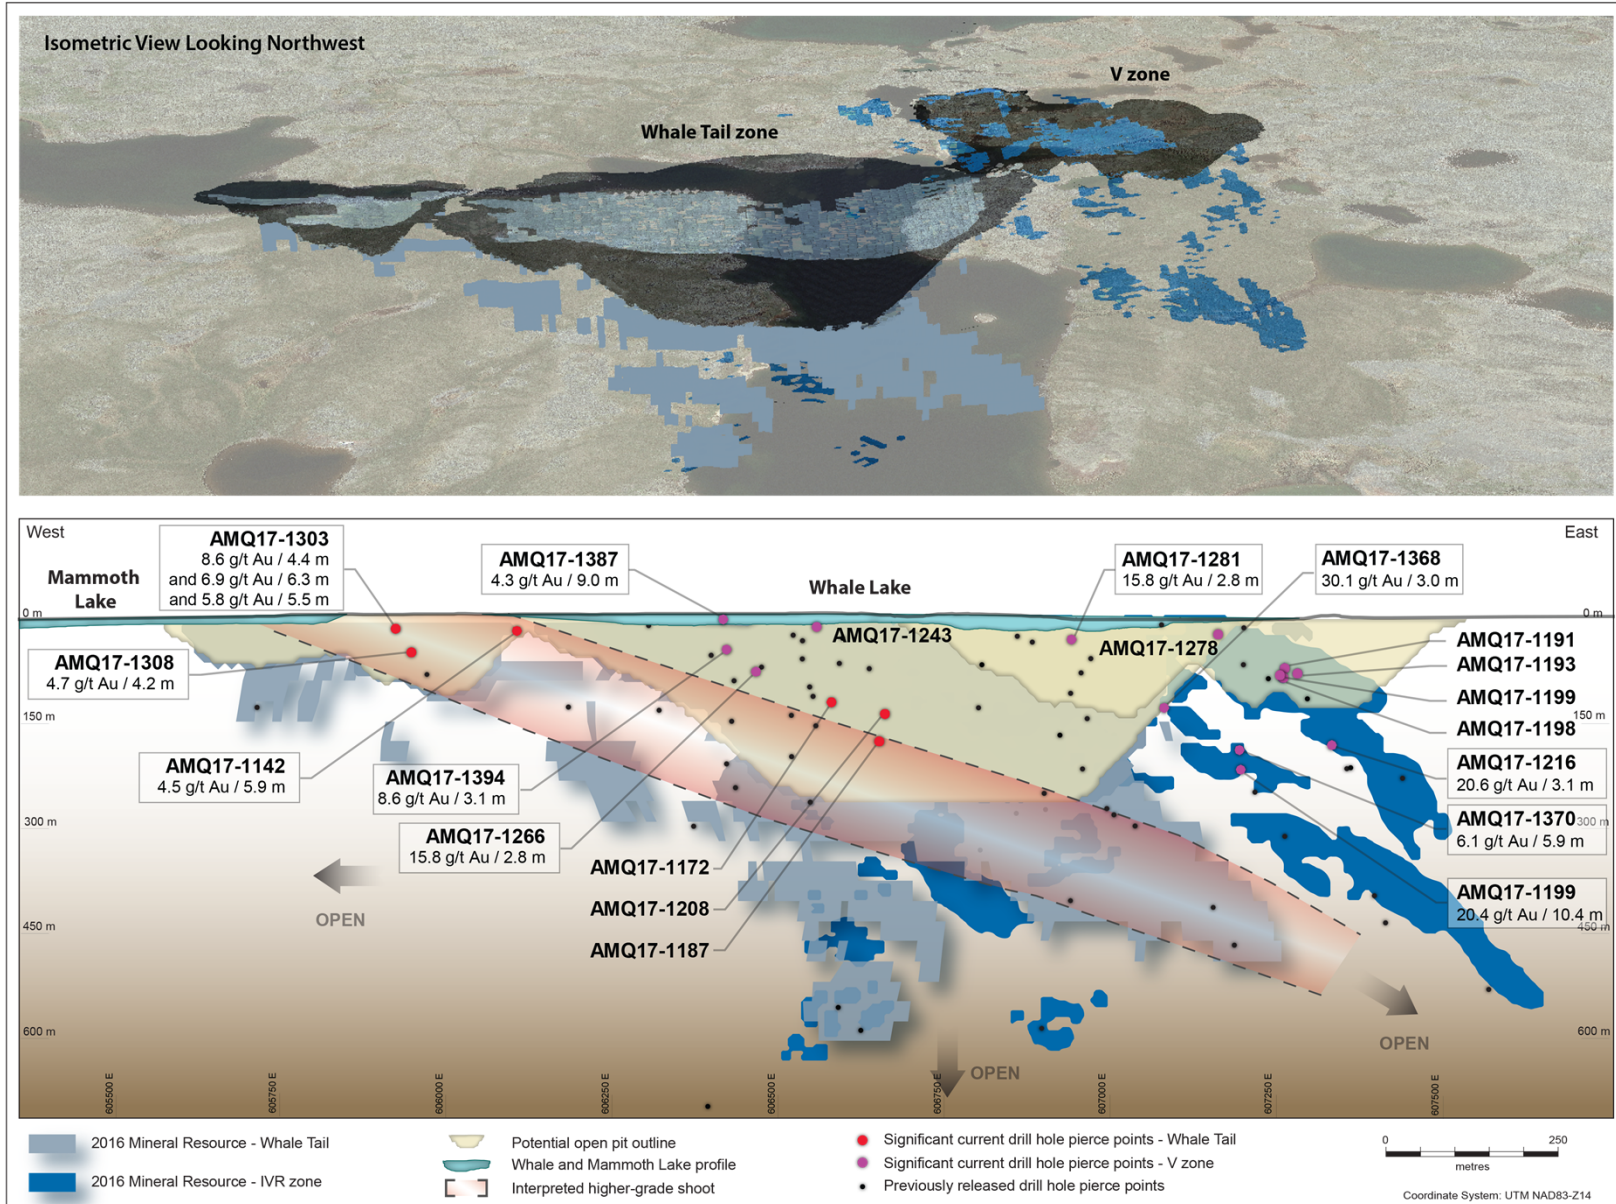 Isometric View Looking Northwest
V zone
Whale Tail zone
West
East
AMQ17-1303
8.6 g/t Au / 4.4 m
and 6.9 g/t Au / 6.3 m
and 5.8 g/t Au / 5.5 m
AMQ17-1387
4.3 g/t Au / 9.0 m
AMQ17-1281
15.8 g/t Au / 2.8 m
AMQ17-1368
30.1 g/t Au / 3.0 m
Mammoth
Lake
Whale Lake
0 m
0 m
AMQ17-1243
AMQ17-1278
AMQ17-1191
AMQ17-1193
AMQ17-1199
AMQ17-1198
AMQ17-1308
4.7 g/t Au / 4.2 m
150 m
150 m
AMQ17-1142
4.5 g/t Au / 5.9 m
AMQ17-1394
8.6 g/t Au / 3.1 m
AMQ17-1216
20.6 g/t Au / 3.1 m
AMQ17-1370
6.1 g/t Au / 5.9 m
300 m
300 m
AMQ17-1266
15.8 g/t Au / 2.8 m
AMQ17-1172
AMQ17-1208
AMQ17-1187
AMQ17-1199
20.4 g/t Au / 10.4 m
450 m
450 m
OPEN
600 m
600 m
OPEN
OPEN
605500 E
605750 E
606000 E
606250 E
606500 E
606750 E
607000 E
607250 E
607500 E
2016 Mineral Resource - Whale Tail
2016 Mineral Resource - IVR zone
Potential open pit outline
Whale and Mammoth Lake profile
Interpreted higher-grade shoot
Significant current drill hole pierce points - Whale Tail
Significant current drill hole pierce points - V zone
Previously released drill hole pierce points
0
250
metres
Coordinate System: UTM NAD83-Z14